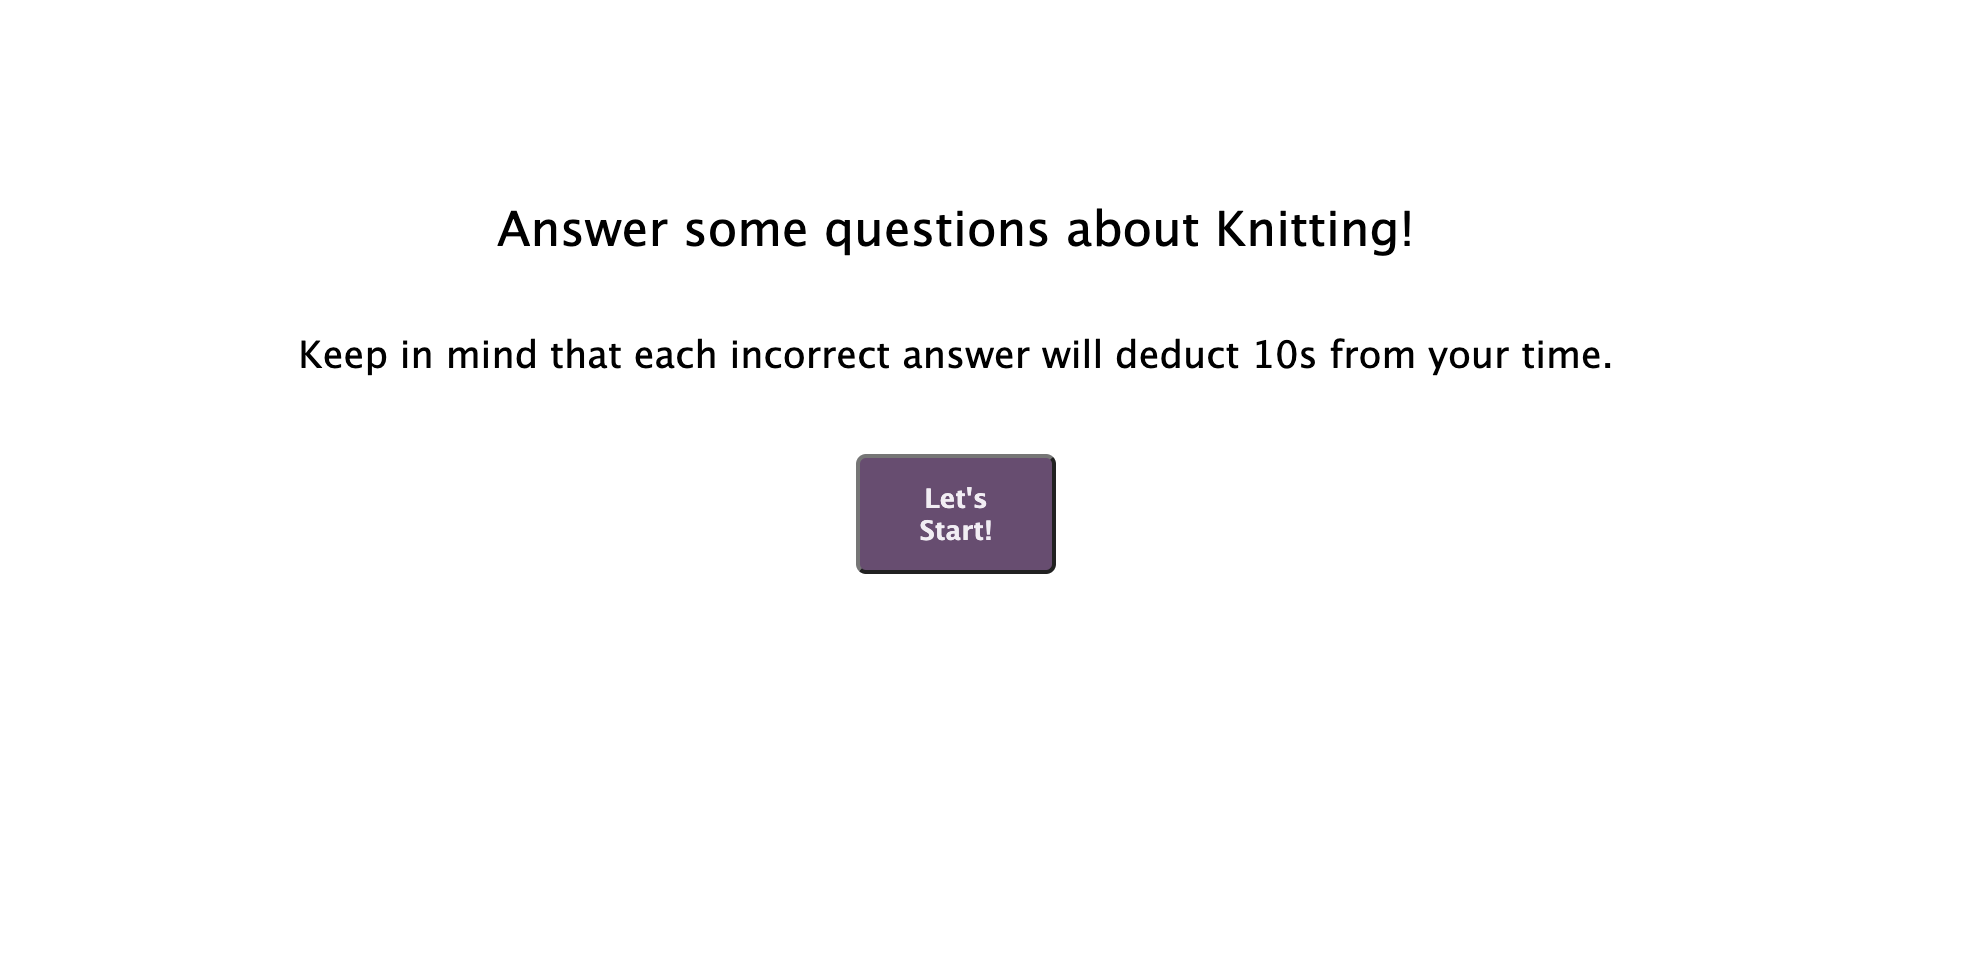 Answer some questions about Knitting!
Keep in mind that each incorrect answer will deduct 10s from your time.
Let's
Start!